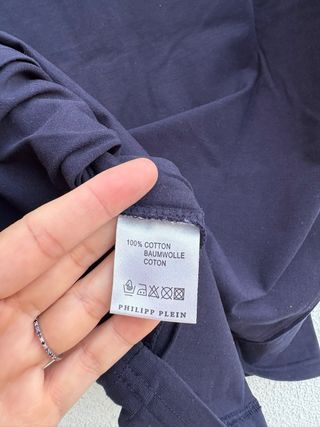 100% COTTON
BAUMWOLLE
COTON
PHILIPP PLEIN